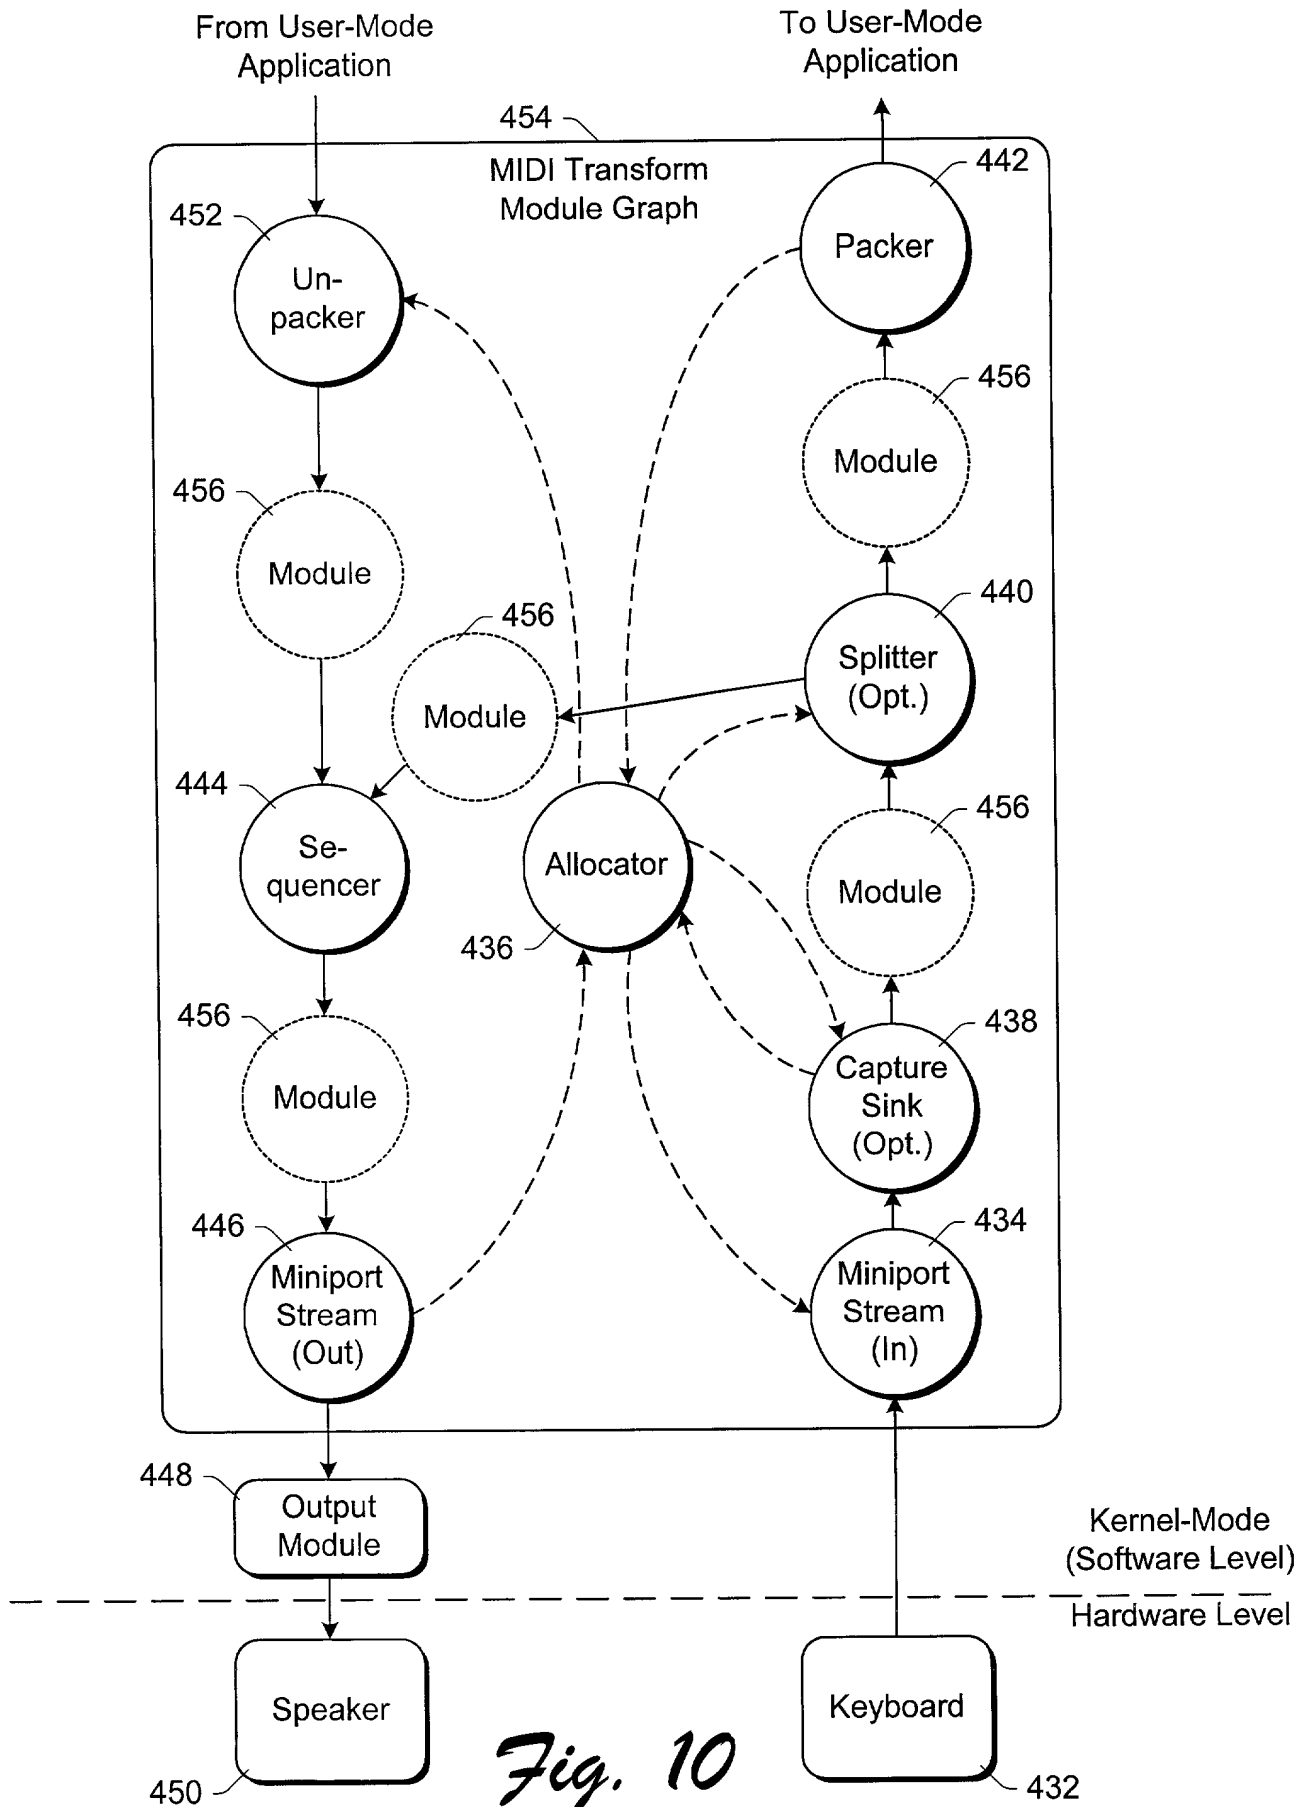 From User-Mode
Application
To User-Mode
Application
454
MIDI Transform
Module Graph
442
Packer
452
Un-
packer
456
Module
456
Module
456
Module
440
Splitter
(Opt.)
444
Se-
quencer
Allocator
436
456
Module
456
Module
438
Capture
Sink
(Opt.)
446
Miniport
Stream
(Out)
434
Miniport
Stream
(In)
448
Output
Module
Kernel-Mode
(Software Level)
Hardware Level
Speaker
450
Keyboard
432
Fig. 10